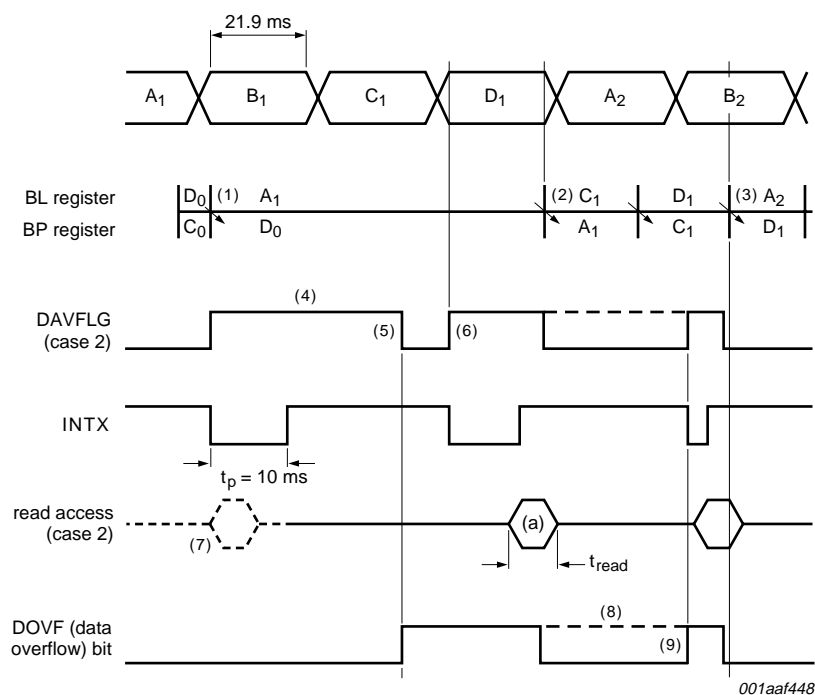 21.9 ms
A1 B1 C1 D1 A2 B2
BL register D0 (1) A1 (2) C1 D1 (3) A2
BP register C0 D0 A1 C1 D1
DAVFLG
(case 2)
(4)
(5) (6)
INTX
tp = 10 ms
read access
(case 2)
(7)
(a)
tread
DOVF (data
overflow) bit
(8)
(9)
001aaf448